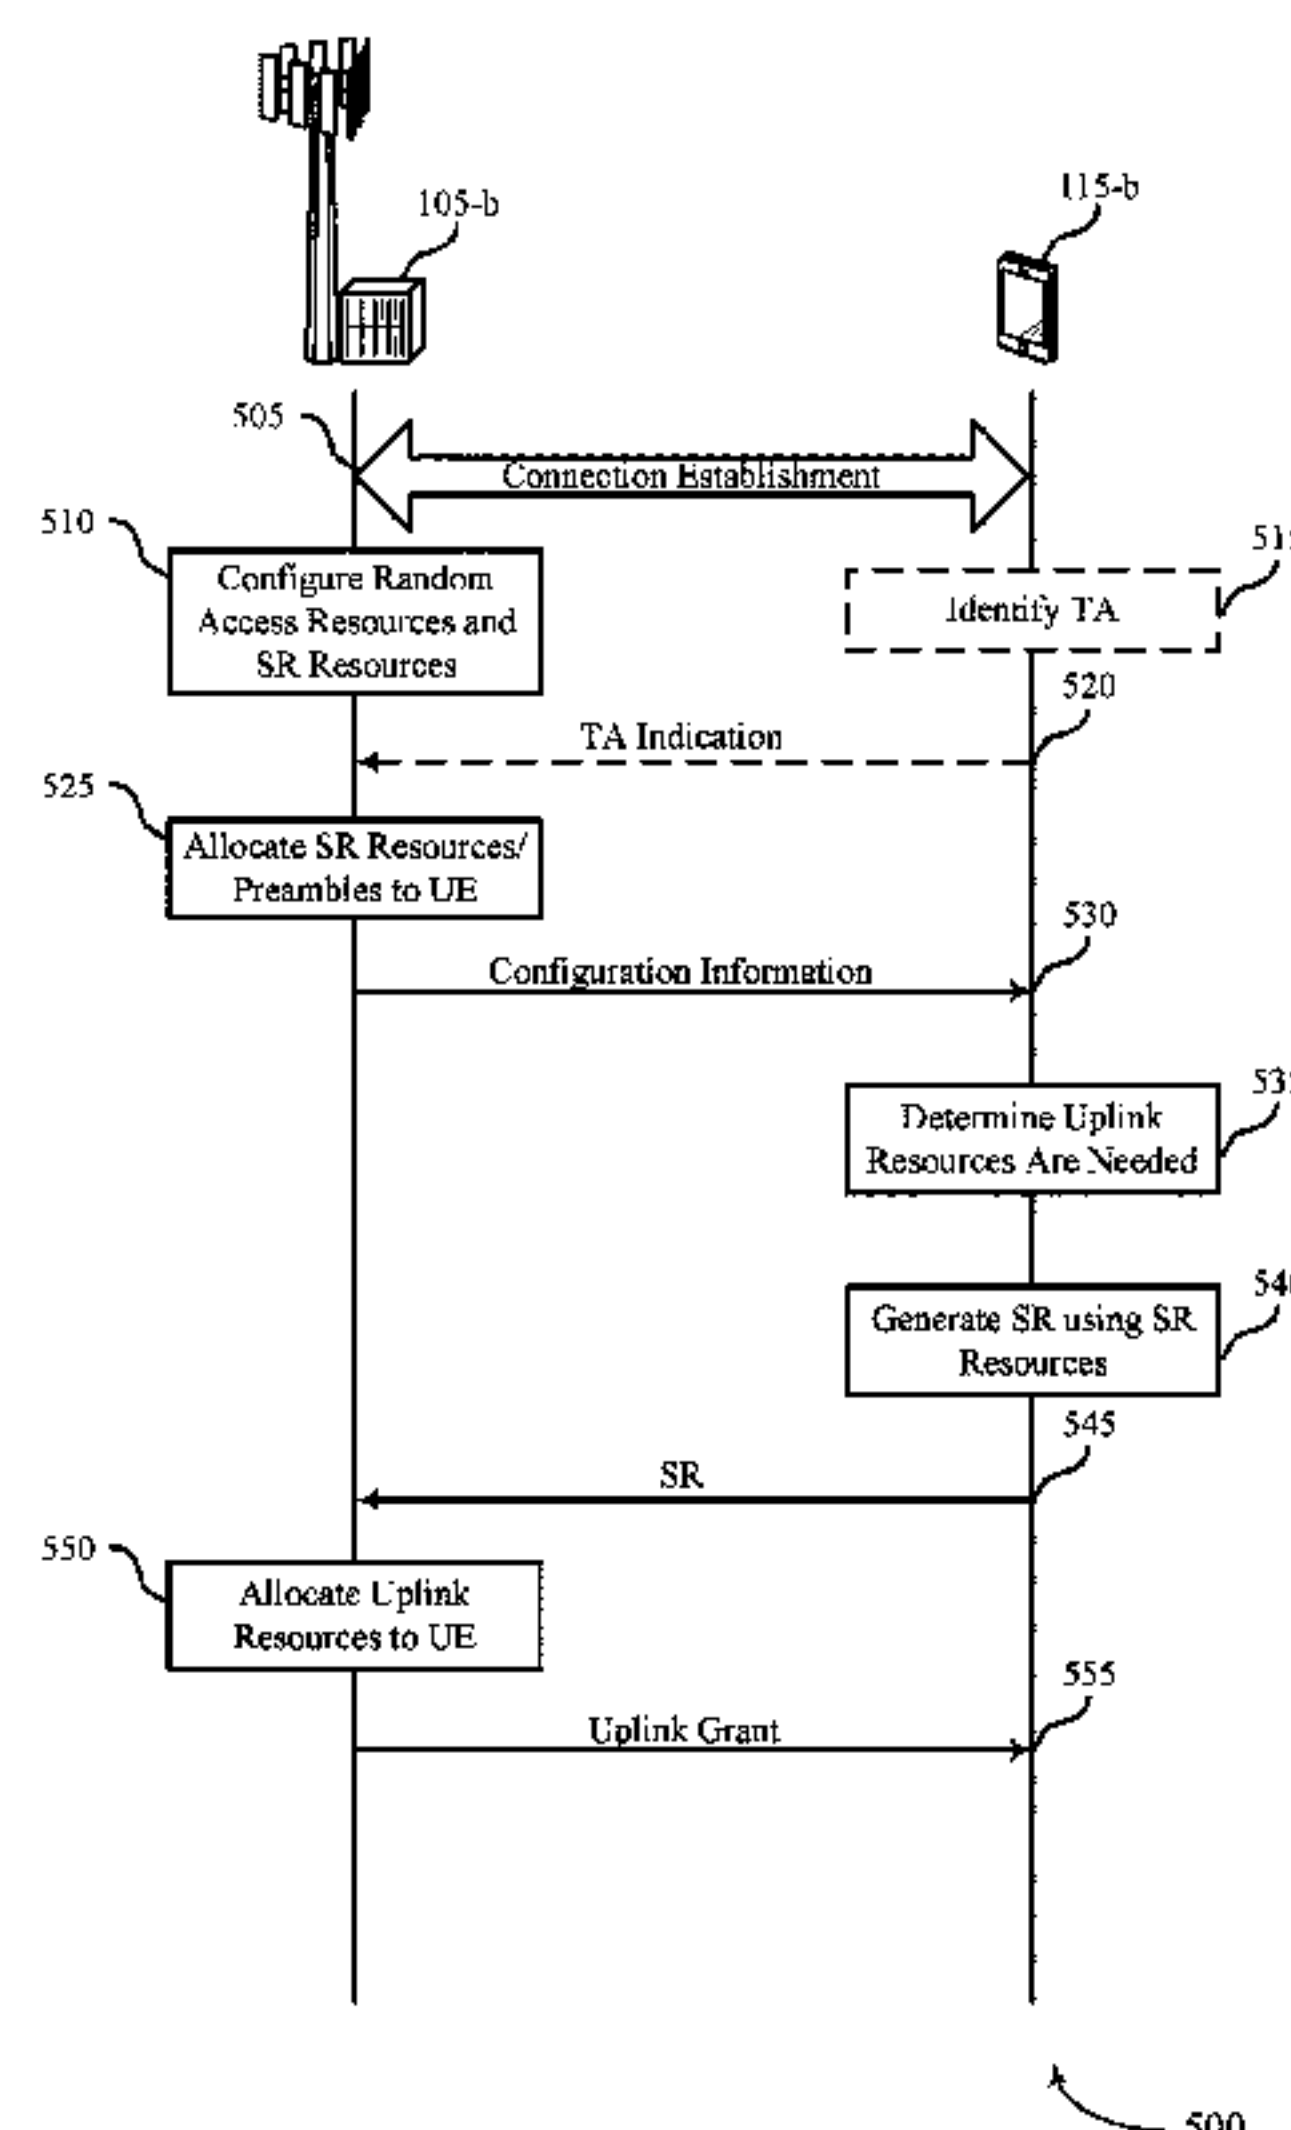 105-b
115-b
505
Connection Establishment
510
Configure Random
Access Resources and
SR Resources
Identify TA
520
TA Indication
525
Allocate SR Resources/
Preambles to UE
530
Configuration Information
Determine Uplink
Resources Are Needed
Generate SR using SR
Resources
545
SR
550
Allocate Uplink
Resources to UE
555
Uplink Grant
500